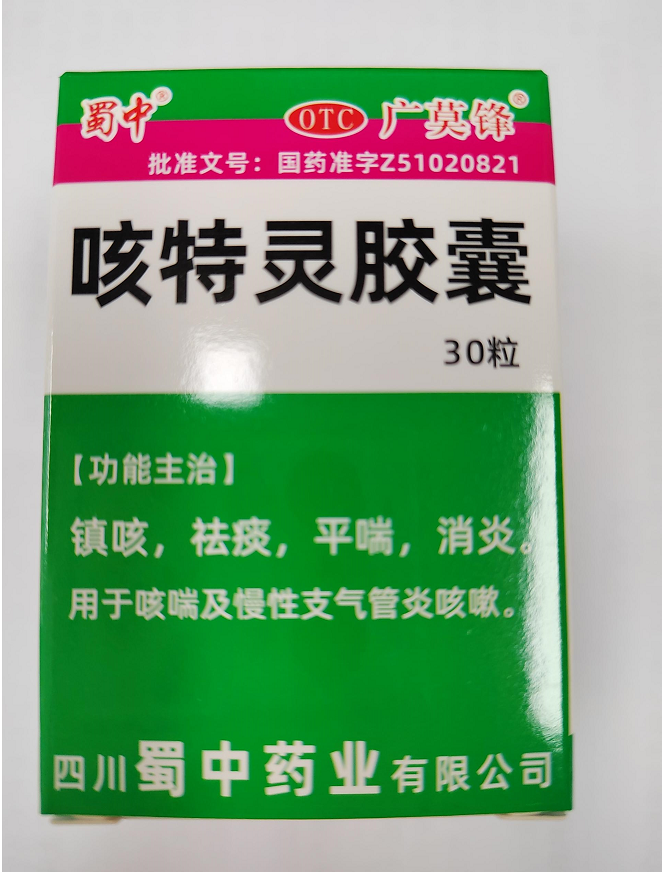 蜀中®
OTC 广莫锋®
批准文号：国药准字Z51020821
咳特灵胶囊
30粒
【功能主治】
镇咳，祛痰，平喘，消炎。
用于咳喘及慢性支气管炎咳嗽。
四川蜀中药业有限公司